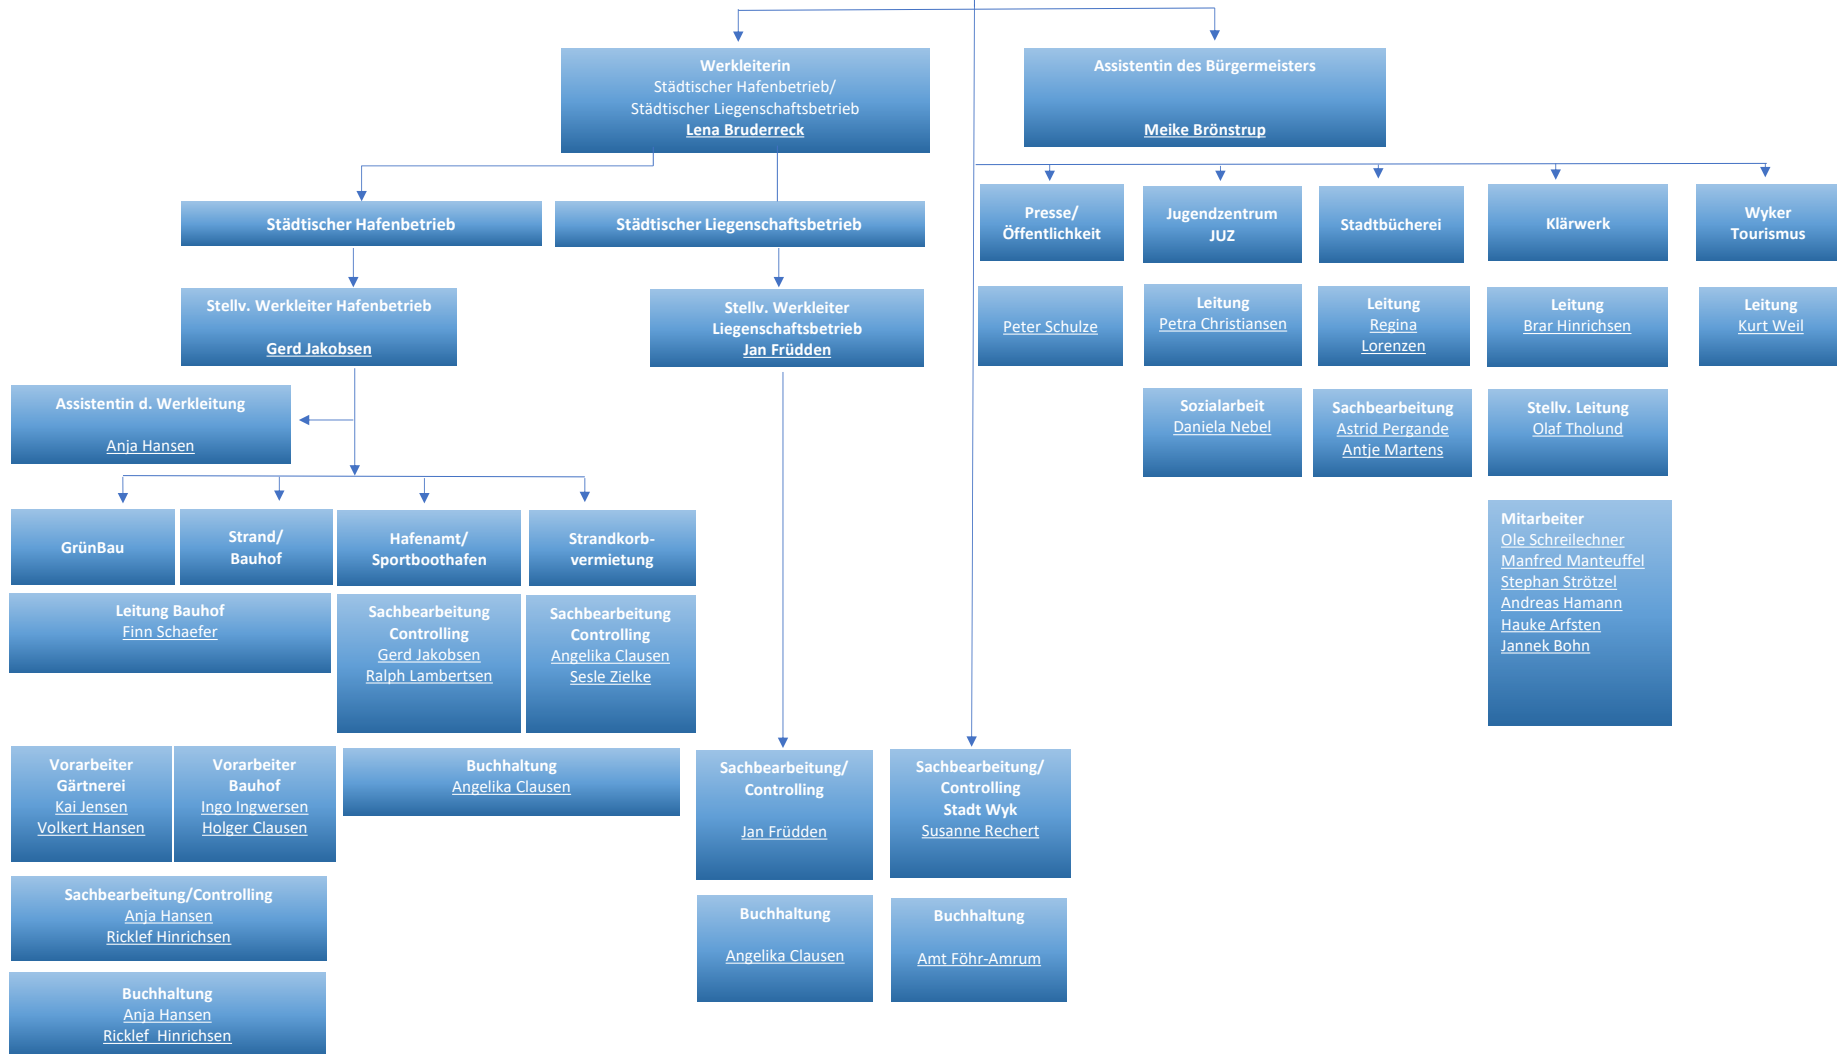 Werkleiterin
Städtischer Hafenbetrieb/
Städtischer Liegenschaftsbetrieb
Lena Bruderreck
Assistentin des Bürgermeisters
Meike Brönstrup
Städtischer Hafenbetrieb
Städtischer Liegenschaftsbetrieb
Presse/
Öffentlichkeit
Jugendzentrum
JUZ
Stadtbücherei
Klärwerk
Wyker
Tourismus
Stellv. Werkleiter Hafenbetrieb
Gerd Jakobsen
Stellv. Werkleiter
Liegenschaftsbetrieb
Jan Früdden
Peter Schulze
Leitung
Petra Christiansen
Leitung
Regina
Lorenzen
Leitung
Brar Hinrichsen
Leitung
Kurt Weil
Assistentin d. Werkleitung
Anja Hansen
Sozialarbeit
Daniela Nebel
Sachbearbeitung
Astrid Pergande
Antje Martens
Stellv. Leitung
Olaf Tholund
GrünBau
Strand/
Bauhof
Hafenamt/
Sportboothafen
Strandkorb-
vermietung
Mitarbeiter
Ole Schreilechner
Manfred Manteuffel
Stephan Strötzel
Andreas Hamann
Hauke Arfsten
Jannek Bohn
Leitung Bauhof
Finn Schaefer
Sachbearbeitung
Controlling
Gerd Jakobsen
Ralph Lambertsen
Sachbearbeitung
Controlling
Angelika Clausen
Sesle Zielke
Vorarbeiter
Gärtnerei
Kai Jensen
Volkert Hansen
Vorarbeiter
Bauhof
Ingo Ingwersen
Holger Clausen
Buchhaltung
Angelika Clausen
Sachbearbeitung/
Controlling
Jan Früdden
Sachbearbeitung/
Controlling
Stadt Wyk
Susanne Rechert
Sachbearbeitung/Controlling
Anja Hansen
Ricklef Hinrichsen
Buchhaltung
Angelika Clausen
Buchhaltung
Amt Föhr-Amrum
Buchhaltung
Anja Hansen
Ricklef  Hinrichsen